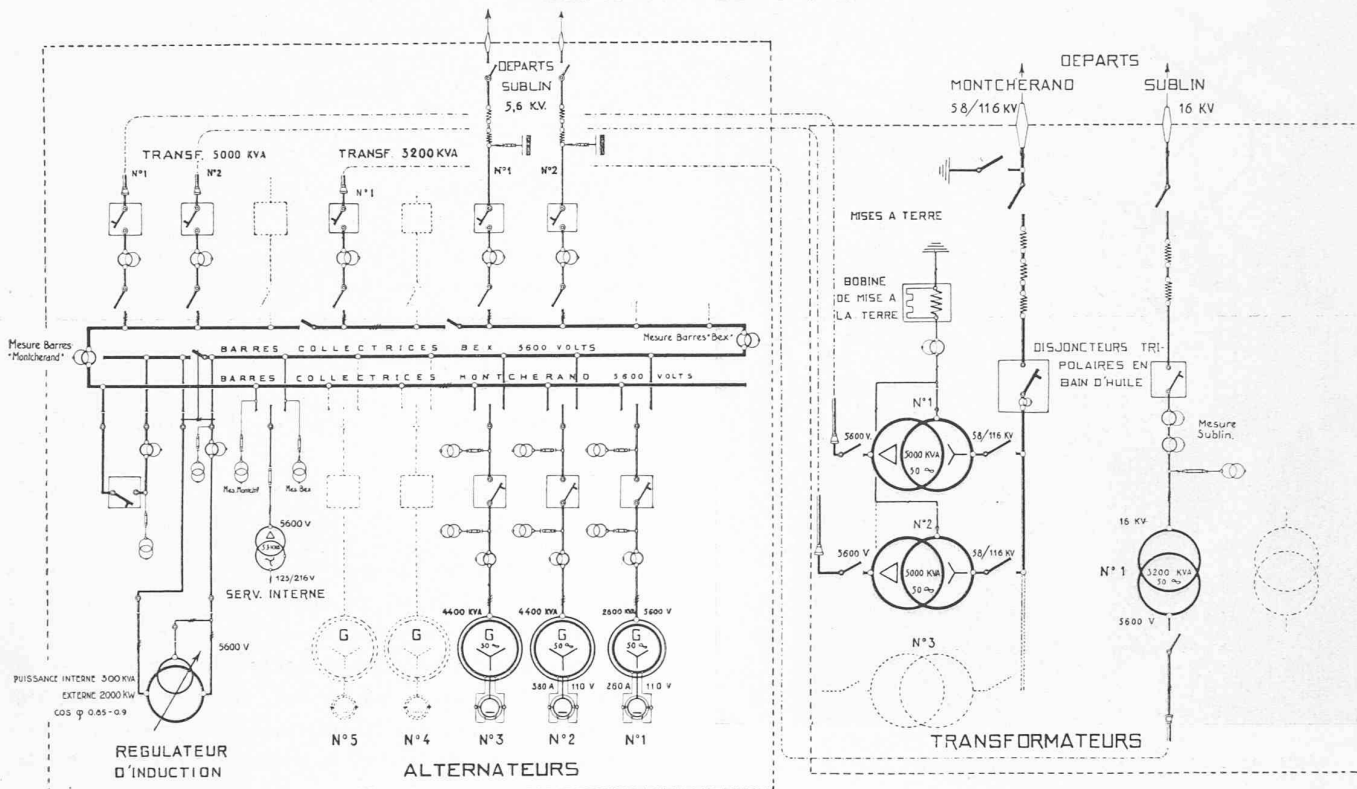 DEPARTS
SUBLIN
5,6 K.V.
DEPARTS
MONTCHERAND
58/116 KV
SUBLIN
16 KV
TRANSF. 5000 KVA
TRANSF. 3200 KVA
N°1
N°2
N°1
N°1
N°2
MISES A TERRE
BOBINE
DE MISE A
LA TERRE
Mesure Barres
"Montcherand"
BARRES COLLECTRICES BEX 5600 VOLTS
Mesure Barres "Bex"
BARRES COLLECTRICES MONTCHERAND 5600 VOLTS
DISJONCTEURS TRI-
POLAIRES EN
BAIN D'HUILE
N°1
5600 V.
5000 KVA
50 ~
58/116 KV
Mesure
Sublin.
Mes. Bex
5600 V
125/216 V
SERV. INTERNE
N°2
5600 V
5000 KVA
50 ~
58/116 KV
16 KV
N°1
3200 KVA
50 ~
5600 V
4400 KVA
4400 KVA
2600 KVA
5600 V
G
G
G
50 ~
G
50 ~
G
50 ~
5600 V
N°3
PUISSANCE INTERNE 300 KVA
EXTERNE 2000 KW
COS φ 0.85-0.9
380 A
110 V
260 A
110 V
N°5
N°4
N°3
N°2
N°1
REGULATEUR
D'INDUCTION
ALTERNATEURS
TRANSFORMATEURS